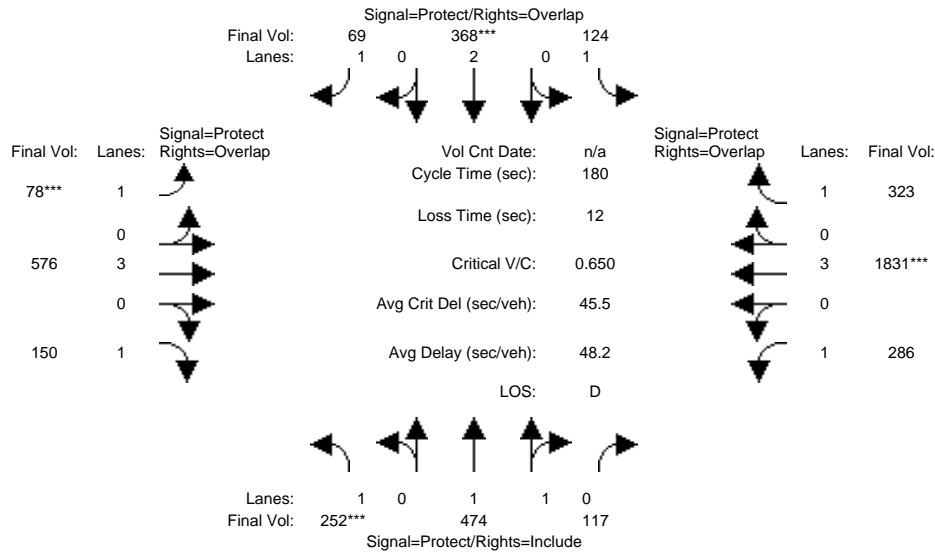 Signal=Protect/Rights=Overlap
Final Vol: 69 368*** 124
Lanes: 1 0 2 0 1
Signal=Protect Signal=Protect
Final Vol: Lanes: Rights=Overlap Vol Cnt Date: n/a Rights=Overlap Lanes: Final Vol:
Cycle Time (sec): 180
78*** 1 1 323
Loss Time (sec): 12
0 0
576 3 Critical V/C: 0.650 3 1831***
0 Avg Crit Del (sec/veh): 45.5 0
150 1 Avg Delay (sec/veh): 48.2 1 286
LOS: D
Lanes: 1 0 1 1 0
Final Vol: 252*** 474 117
Signal=Protect/Rights=Include